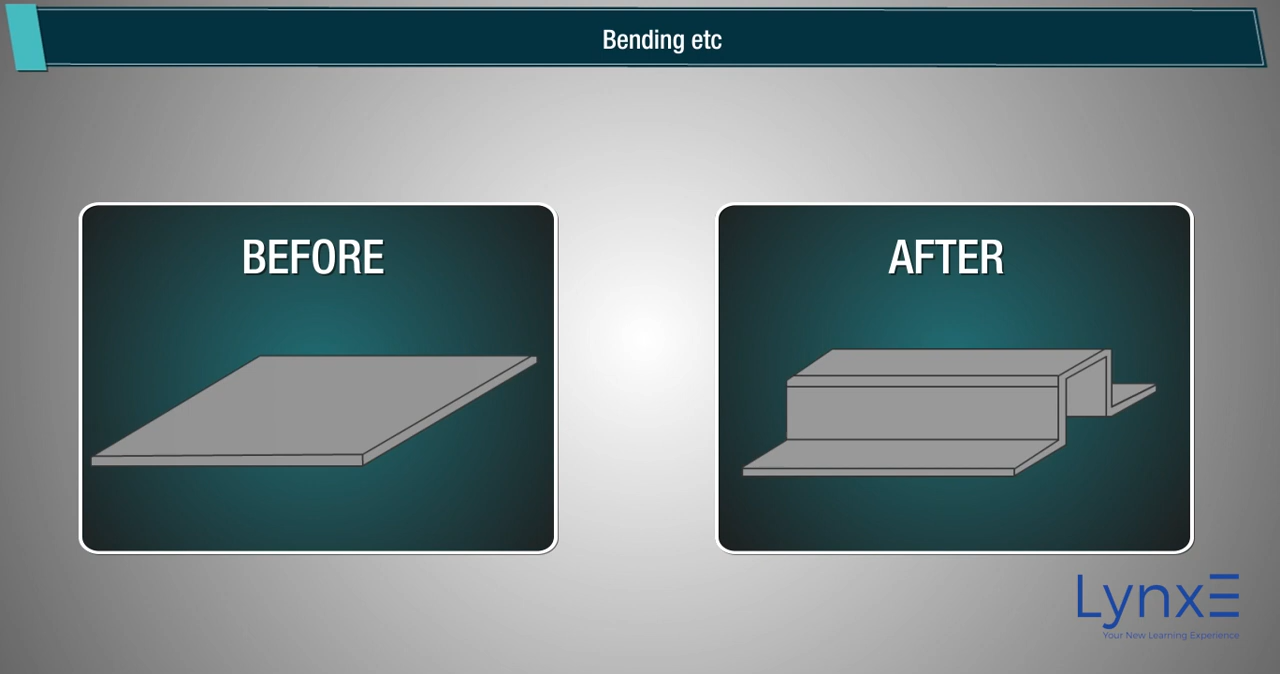 Bending etc
BEFORE
AFTER
LynxE
Your New Learning Experience